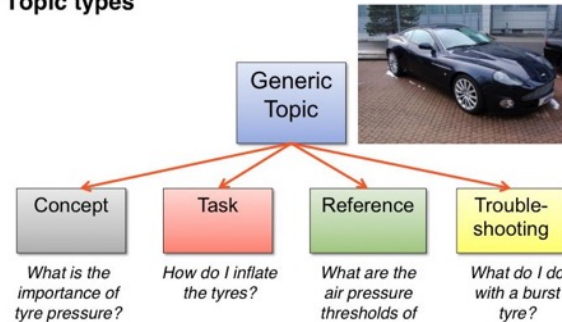 Topic types
Generic
Topic
Concept
Task
Reference
Trouble-
shooting
What is the
importance of
tyre pressure?
How do I inflate
the tyres?
What are the
air pressure
thresholds of
What do I do
with a burst
tyre?